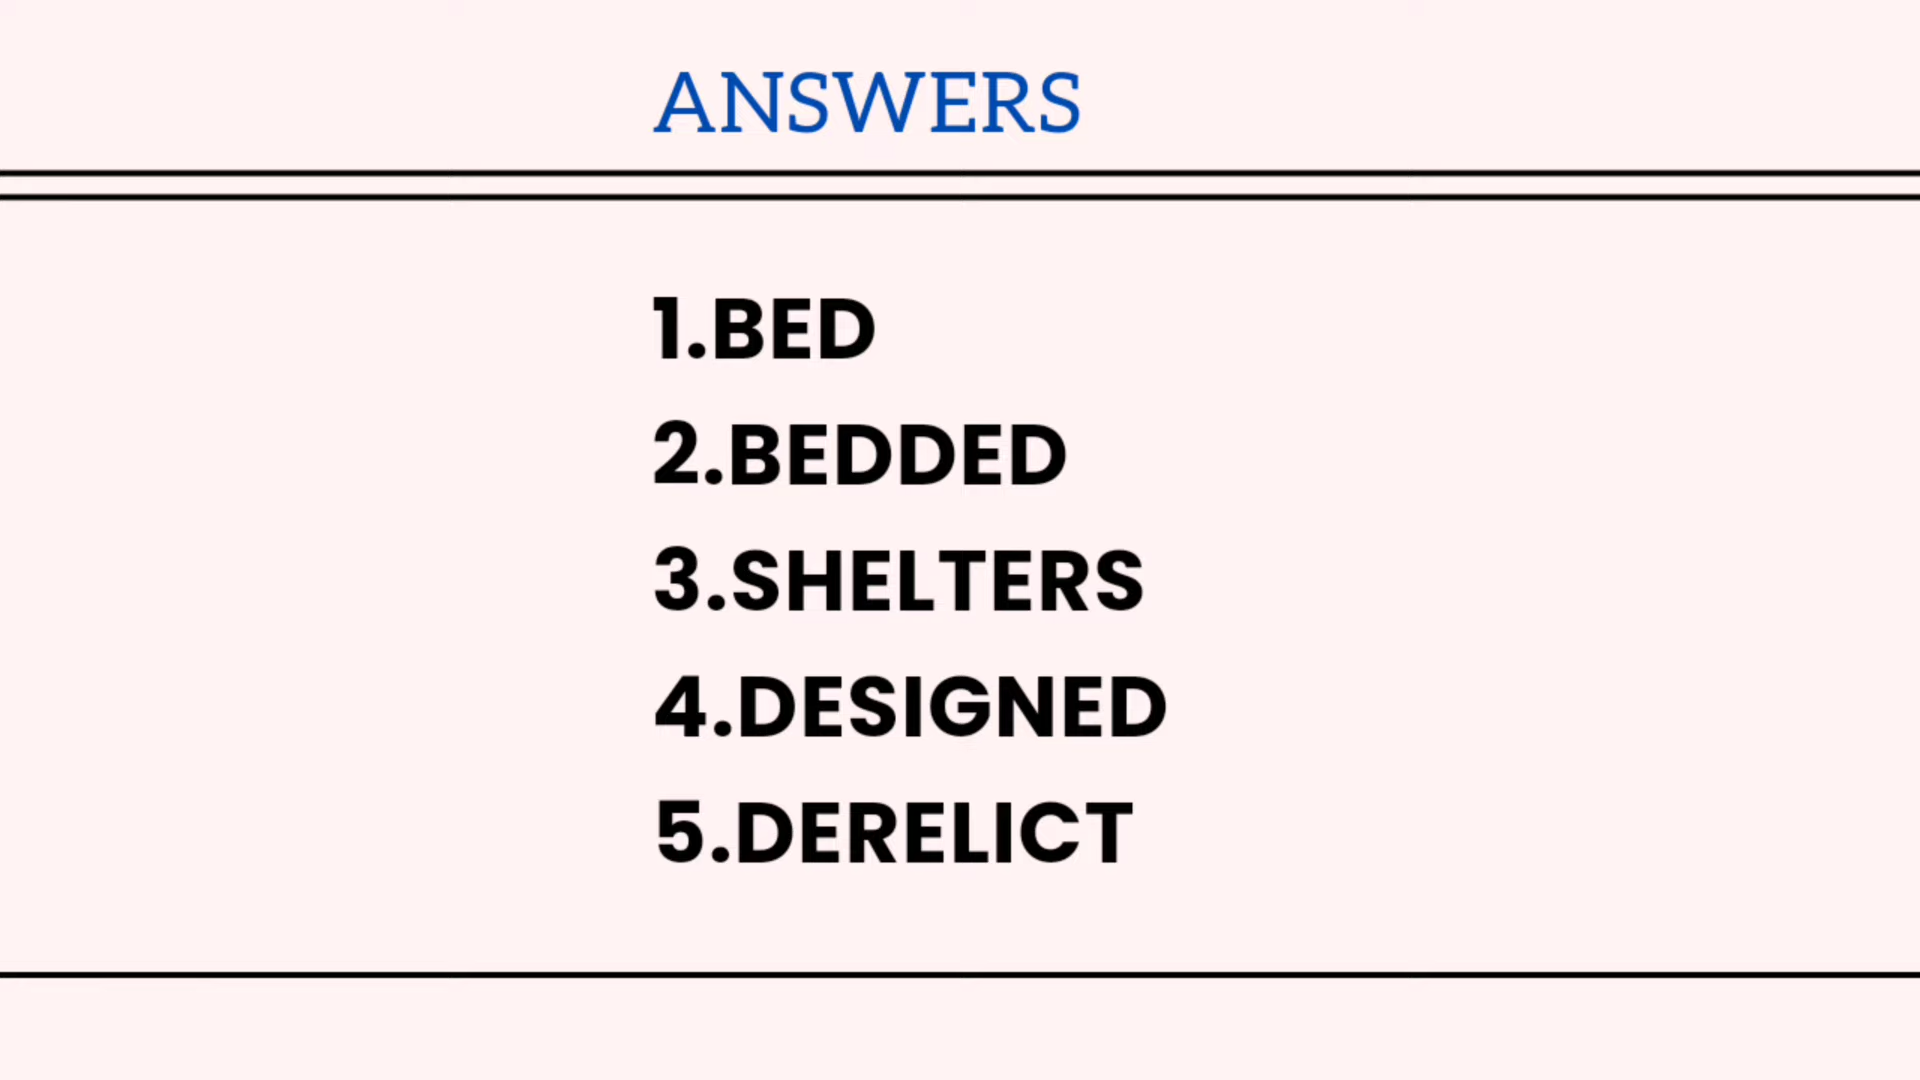 ANSWERS
1.BED
2.BEDDED
3.SHELTERS
4.DESIGNED
5.DERELICT